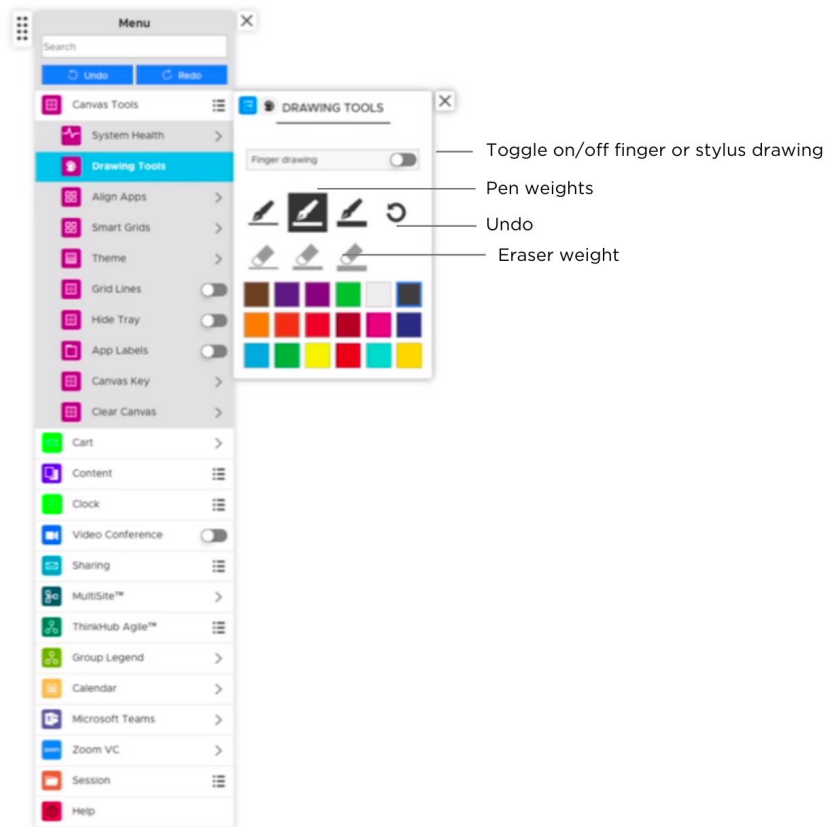 Menu
Search
Undo Redo
Canvas Tools
System Health
Drawing Tools
Align Apps
Smart Grids
Theme
Grid Lines
Hide Tray
App Labels
Canvas Key
Clear Canvas
Cart
Content
Clock
Video Conference
Sharing
MultiSite™
ThinkHub Agile™
Group Legend
Calendar
Microsoft Teams
Zoom VC
Session
Help
DRAWING TOOLS
Finger drawing
Toggle on/off finger or stylus drawing
Pen weights
Undo
Eraser weight